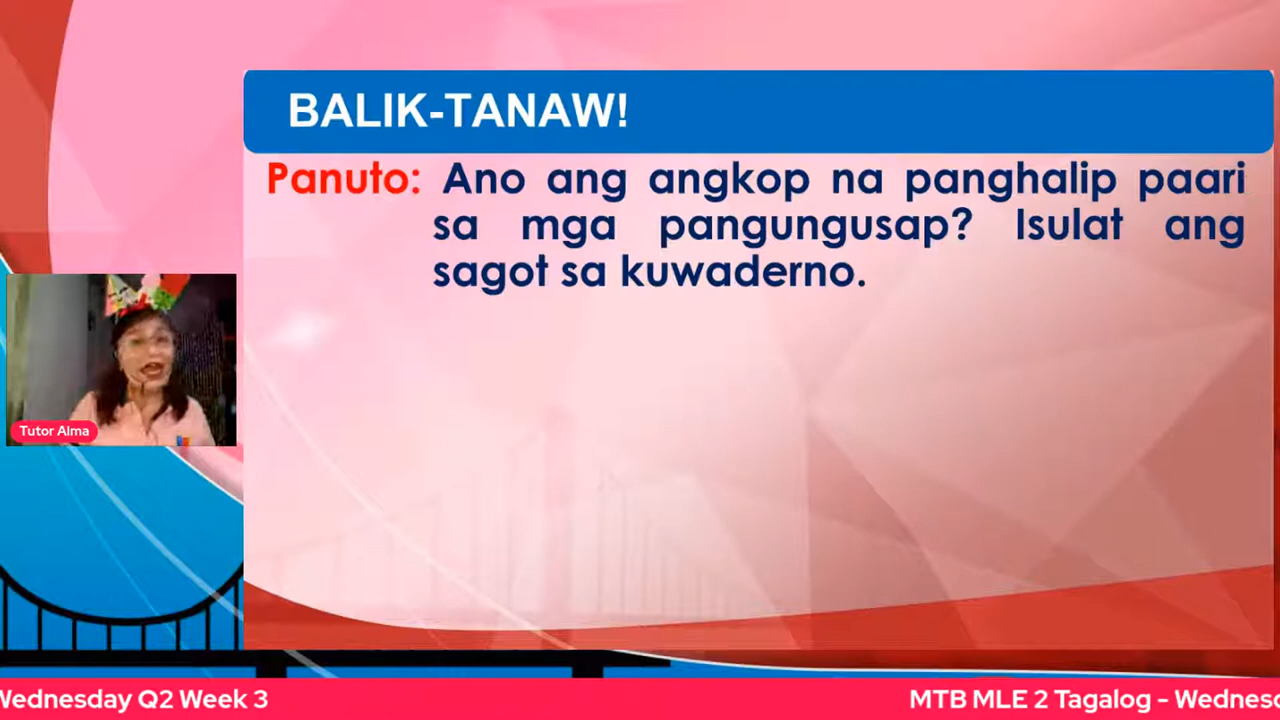 BALIK-TANAW!
Panuto: Ano ang angkop na panghalip paari
sa mga pangungusap? Isulat ang
sagot sa kuwaderno.
Tutor Alma
Wednesday Q2 Week 3
MTB MLE 2 Tagalog - Wednesd